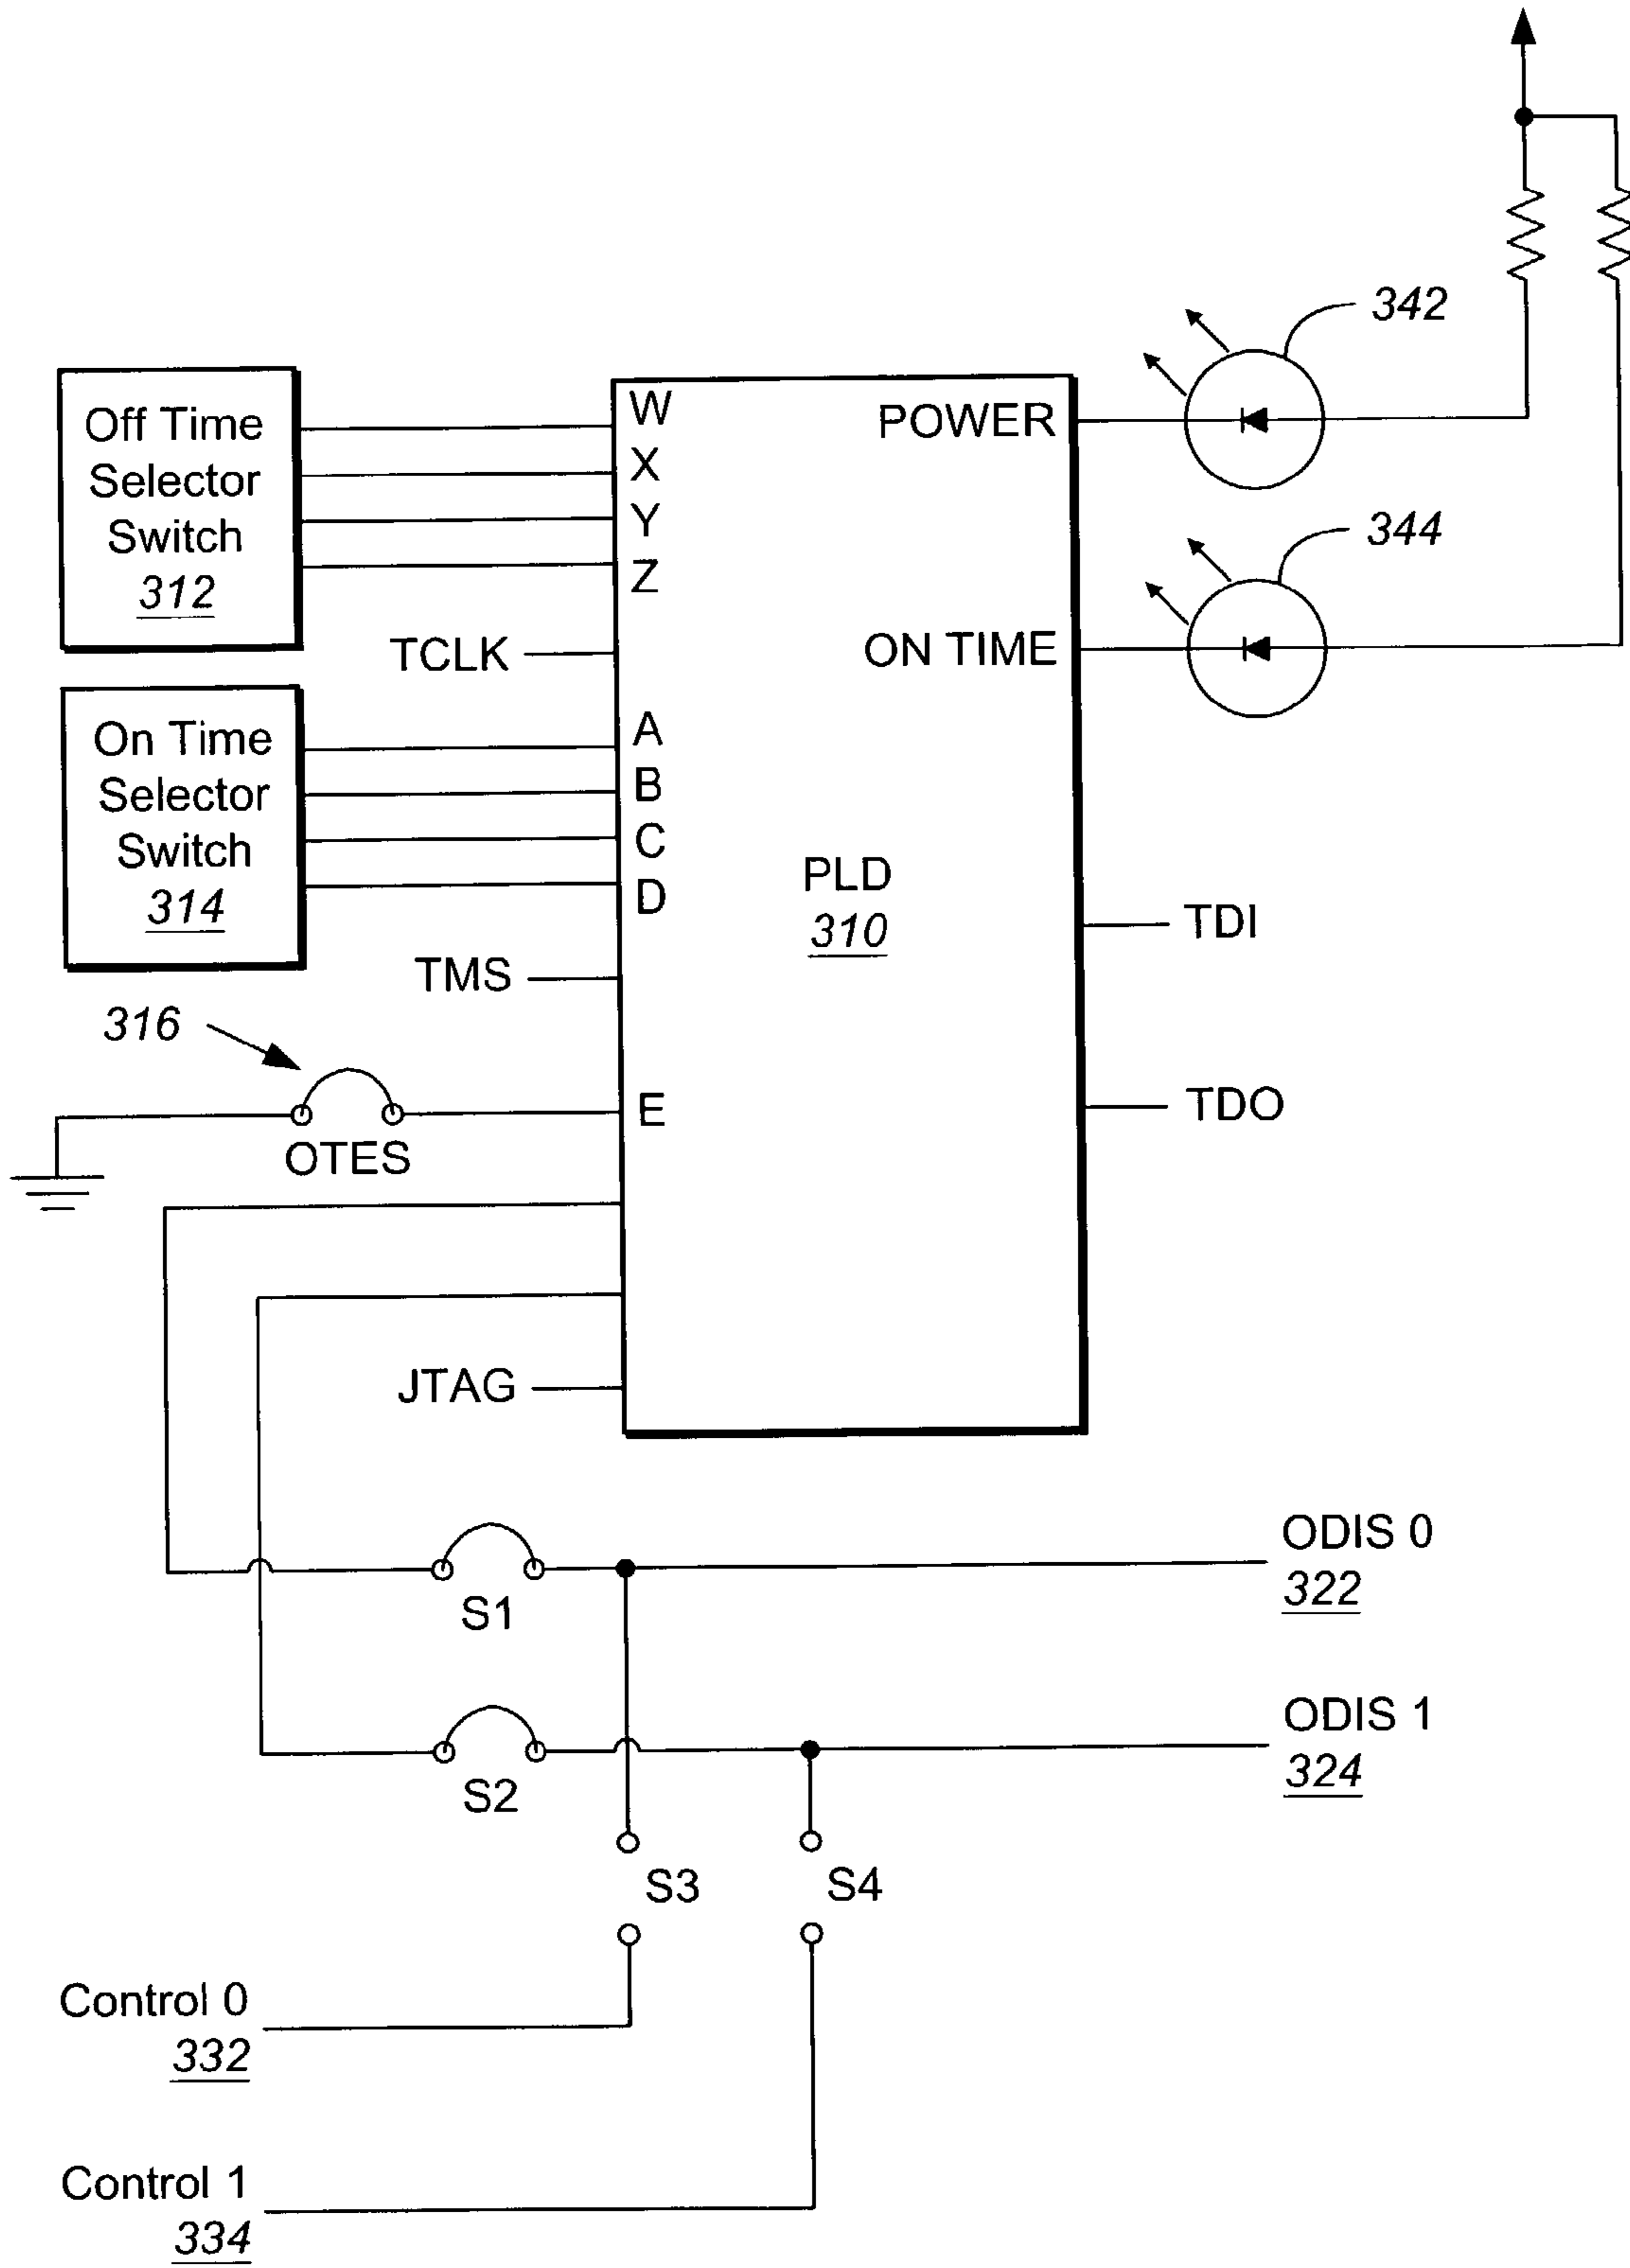 342
Off Time
Selector
Switch
312
W
X
Y
Z
POWER
344
TCLK
ON TIME
On Time
Selector
Switch
314
A
B
C
D
PLD
310
TDI
TMS
316
OTES
E
TDO
JTAG
S1
ODIS 0
322
S2
ODIS 1
324
S3
S4
Control 0
332
Control 1
334